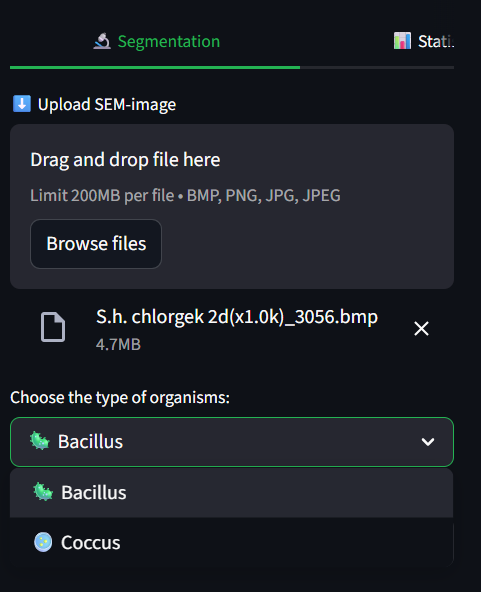 Segmentation
Stati.
Upload SEM-image
Drag and drop file here
Limit 200MB per file • BMP, PNG, JPG, JPEG
Browse files
S.h. chlorgek 2d(x1.0k)_3056.bmp
4.7MB
Choose the type of organisms:
Bacillus
Bacillus
Coccus